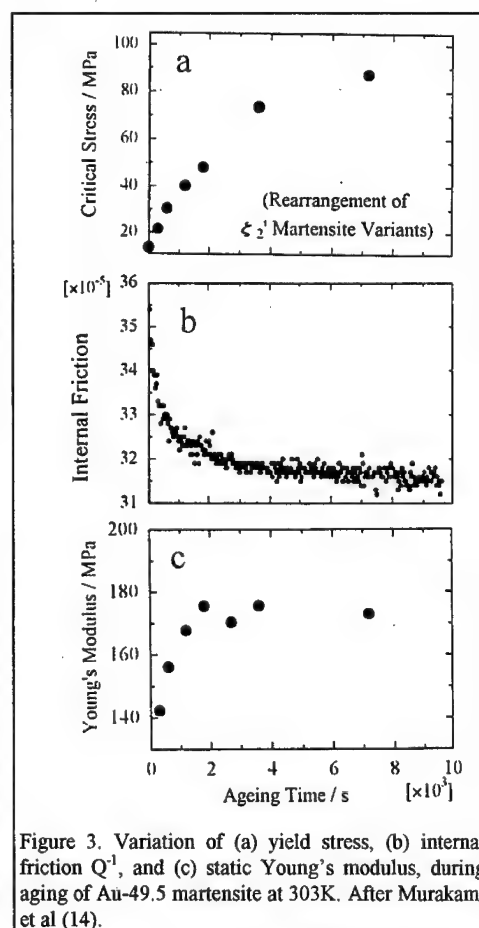 a
Critical Stress / MPa
100
80
60
40
20
(Rearrangement of
ξ₂' Martensite Variants)
[×10⁻⁵]
b
Internal Friction
36
35
34
33
32
31
c
Young's Modulus / MPa
200
180
160
140
0 2 4 6 8 10
Ageing Time / s [×10³]
Figure 3. Variation of (a) yield stress, (b) internal
friction Q⁻¹, and (c) static Young's modulus, during
aging of Au-49.5 martensite at 303K. After Murakam
et al (14).